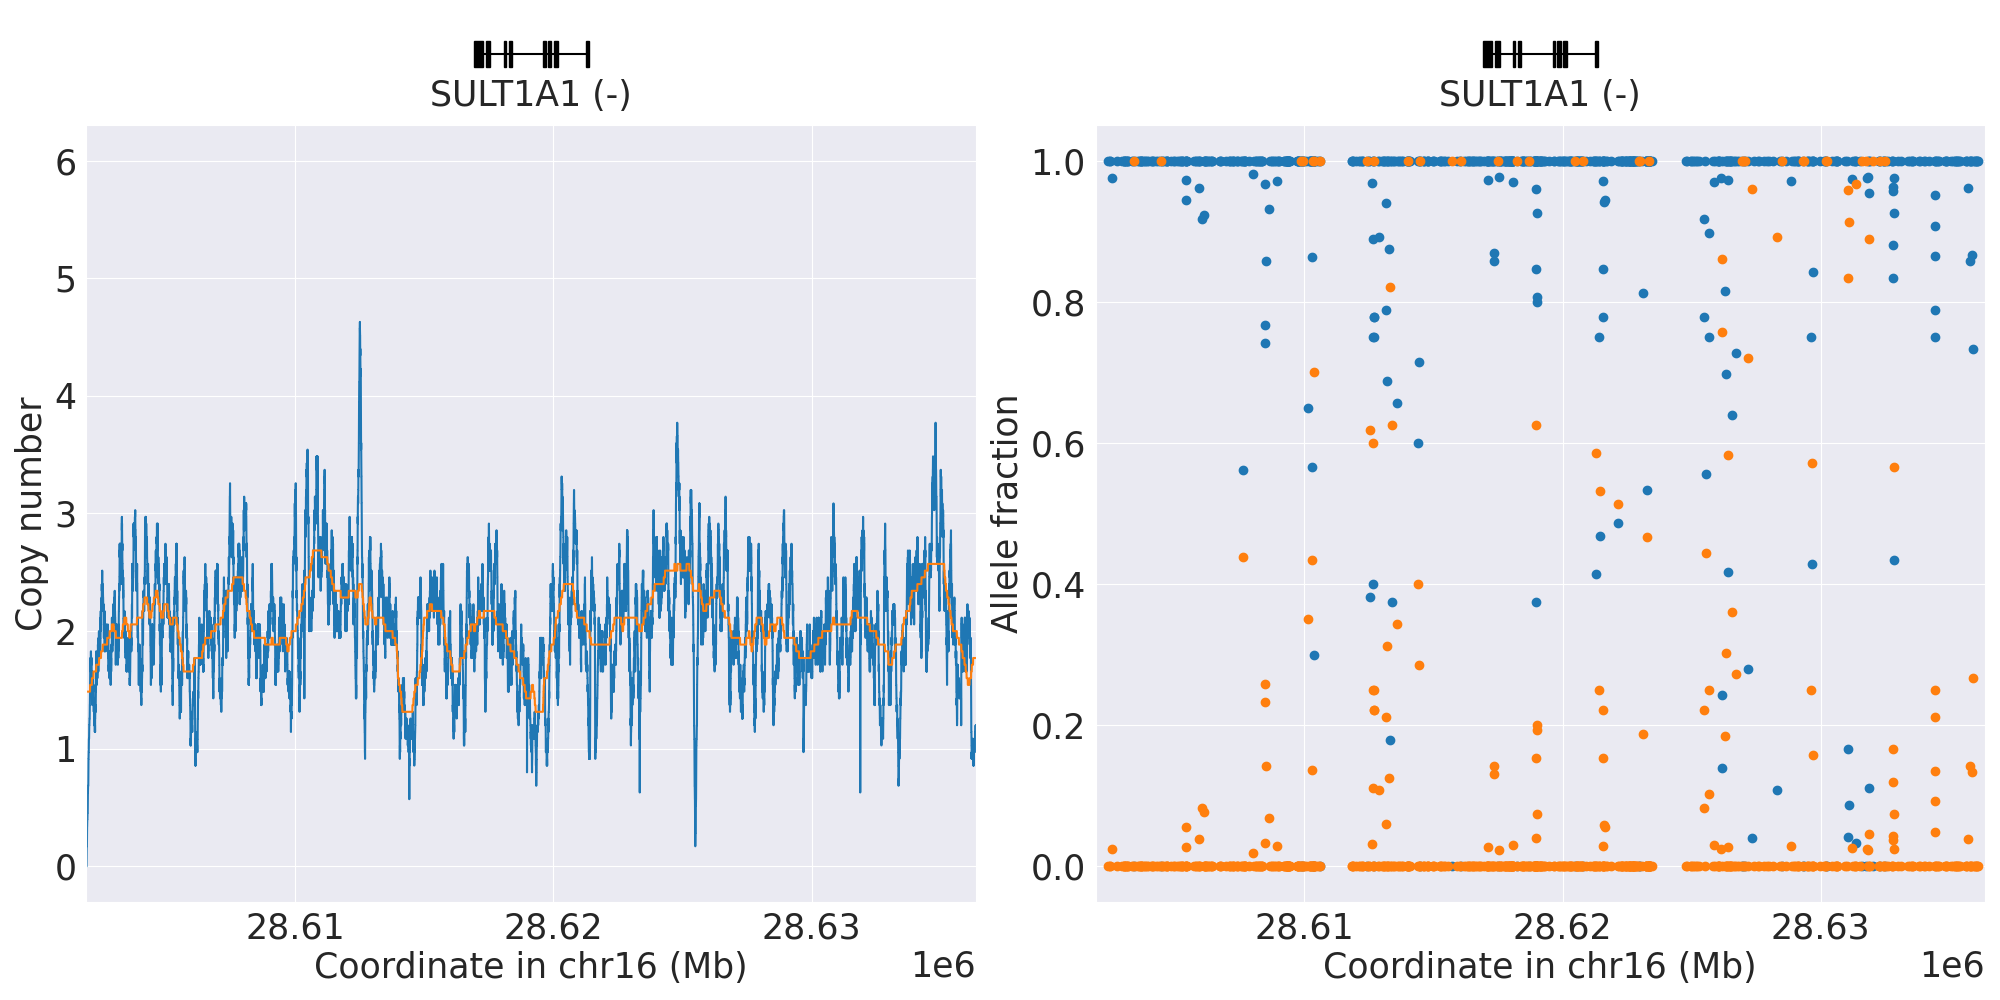 SULT1A1 (-)
6
5
4
3
2
1
0
Copy number
28.61
28.62
28.63
Coordinate in chr16 (Mb)
1e6
SULT1A1 (-)
1.0
0.8
0.6
0.4
0.2
0.0
Allele fraction
28.61
28.62
28.63
Coordinate in chr16 (Mb)
1e6